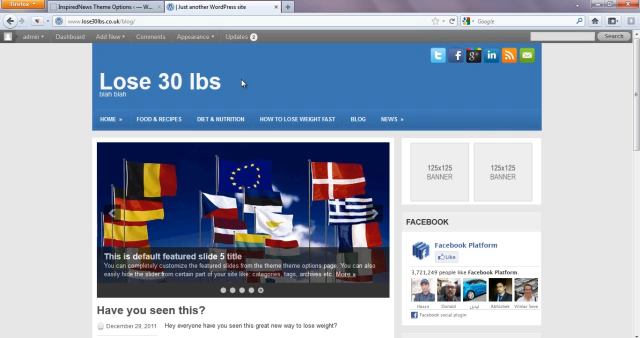 Firefox
InspiredNews Theme Options ‹ — W...
| Just another WordPress site
www.lose30lbs.co.uk/blog/
Google
admin
Dashboard
Add New
Comments
Appearance
Updates 2
Search
Lose 30 lbs
blah blah
HOME »
FOOD & RECIPES
DIET & NUTRITION
HOW TO LOSE WEIGHT FAST
BLOG
NEWS »
125x125
BANNER
125x125
BANNER
This is default featured slide 5 title
You can completely customize the featured slides from the theme theme options page. You can also
easily hide the slider from certain part of your site like: categories, tags, archives etc. More »
FACEBOOK
Facebook Platform
Like
3,721,249 people like Facebook Platform.
Donald
Abhishek
Facebook social plugin
Have you seen this?
December 29, 2011
Hey everyone have you seen this great new way to lose weight?